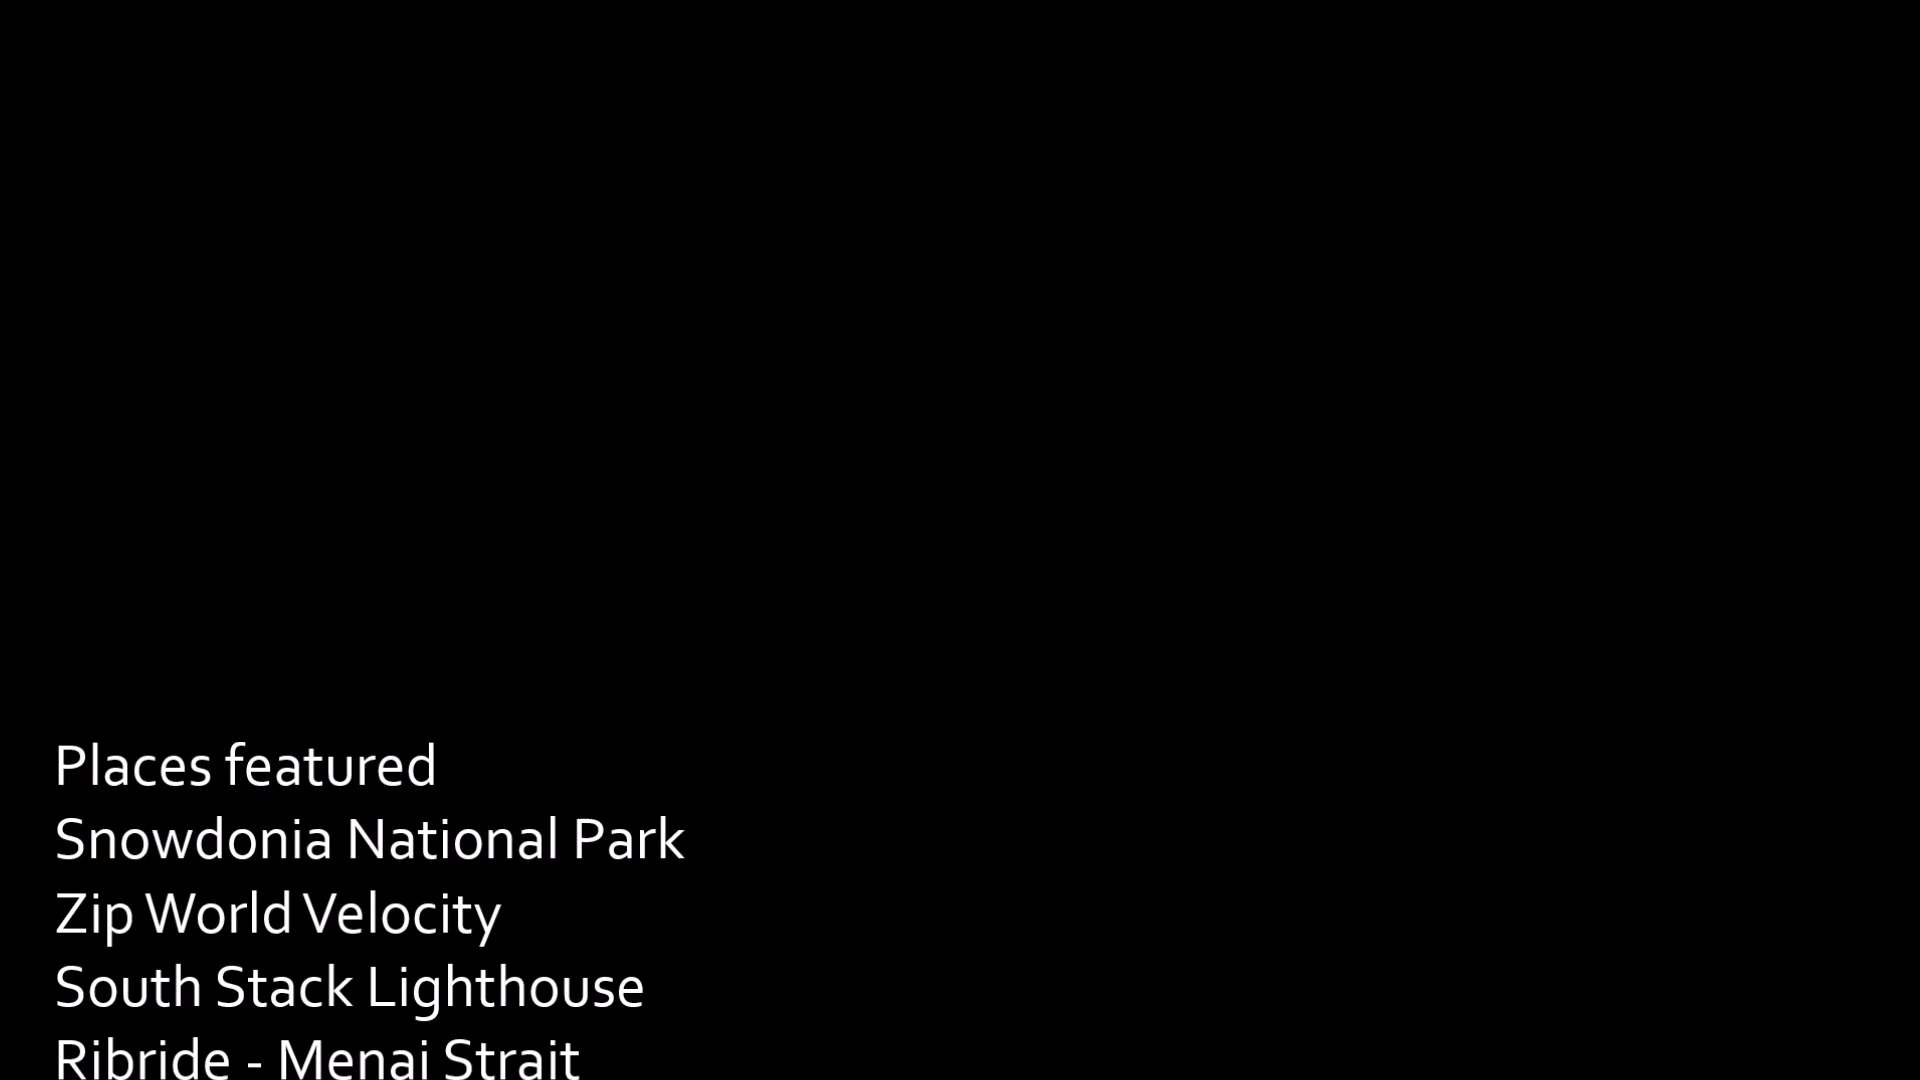 Places featured
Snowdonia National Park
Zip World Velocity
South Stack Lighthouse
Ribride - Menai Strait